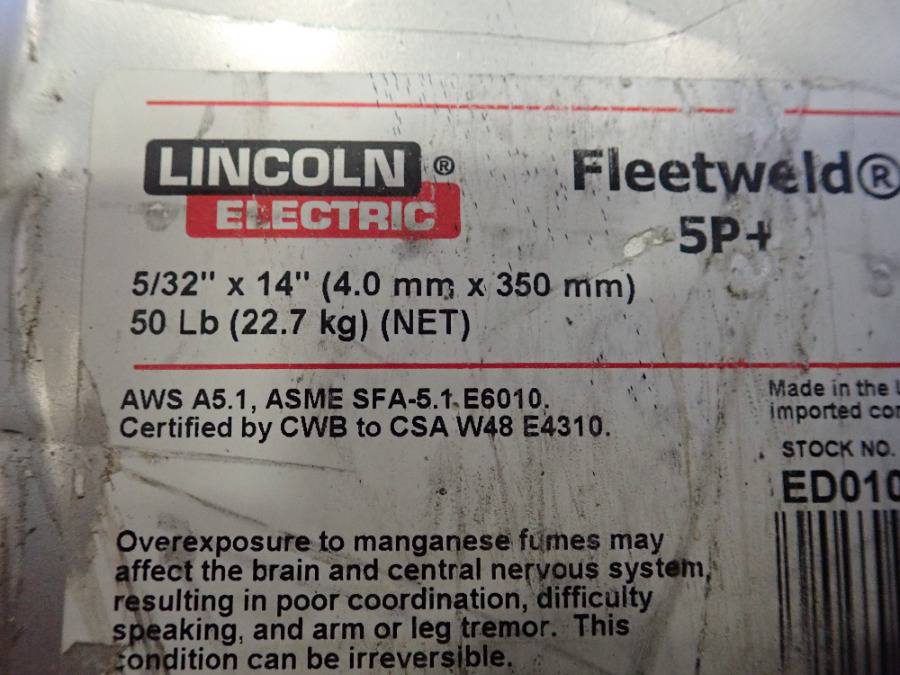 LINCOLN ®
ELECTRIC
Fleetweld®
5P+
5/32" x 14" (4.0 mm x 350 mm)
50 Lb (22.7 kg) (NET)
AWS A5.1, ASME SFA-5.1 E6010.
Certified by CWB to CSA W48 E4310.
Made in the
imported
STOCK NO.
ED010
Overexposure to manganese fumes may
affect the brain and central nervous system,
resulting in poor coordination, difficulty
speaking, and arm or leg tremor. This
condition can be irreversible.